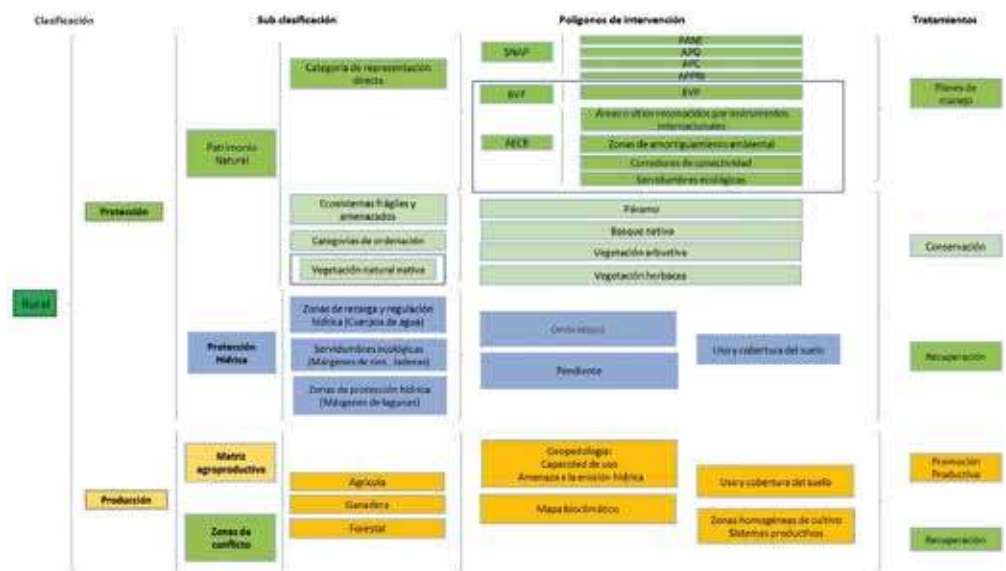 Clasificación
Sub clasificación
Polígonos de intervención
Tratamientos
Rural
Protección
Patrimonio
Natural
Categoría de representación
directa
SNAP
PANE
APD
APC
APPRI
BVP
BVP
AECB
Áreas o sitios reconocidos por instrumentos
internacionales
Zonas de amortiguamiento ambiental
Corredores de conectividad
Servidumbres ecológicas
Planes de
manejo
Ecosistemas frágiles y
amenazados
Categorías de ordenación
Vegetación natural nativa
Páramo
Bosque nativo
Vegetación arbustiva
Vegetación herbácea
Conservación
Protección
Hídrica
Zonas de recarga y regulación
hídrica (Cuerpos de agua)
Servidumbres ecológicas
(Márgenes de ríos , laderas)
Zonas de protección hídrica
(Márgenes de lagunas)
Pendiente
Uso y cobertura del suelo
Recuperación
Producción
Matriz
agroproductiva
Zonas de
conflicto
Agrícola
Ganadera
Forestal
Geopedología:
Capacidad de uso
Amenaza a la erosión hídrica
Mapa bioclimático
Uso y cobertura del suelo
Zonas homogéneas de cultivo
Sistemas productivos
Promoción
Productiva
Recuperación